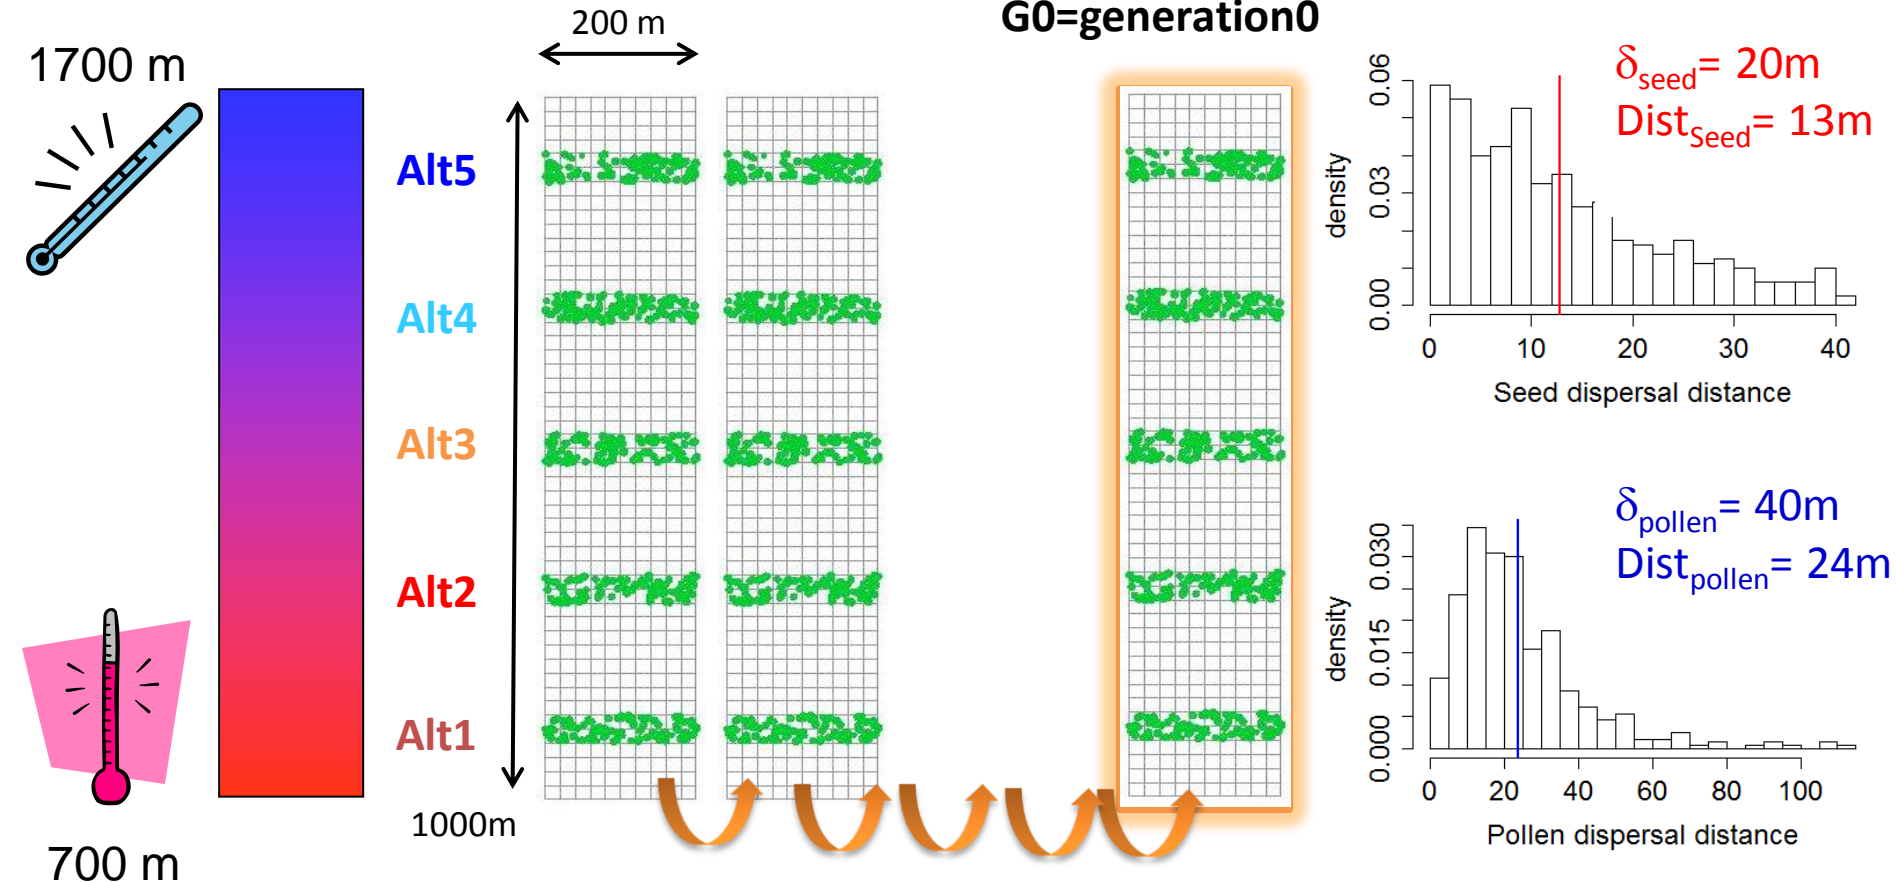 200 m
G0=generation0
1700 m
Alt5
Alt4
Alt3
Alt2
Alt1
1000m
700 m
δseed= 20m
DistSeed= 13m
density
0.00
0.03
0.06
0 10 20 30 40
Seed dispersal distance
δpollen= 40m
Distpollen= 24m
density
0.000
0.015
0.030
0 20 40 60 80 100
Pollen dispersal distance